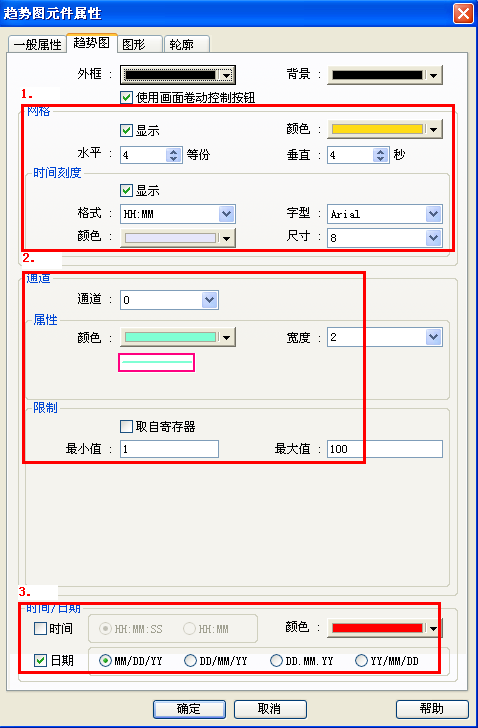 趋势图元件属性
一般属性 趋势图 图形 轮廓
外框 : 背景 :
使用画面卷动控制按钮
1.
网格
显示 颜色 :
水平 : 4 等份 垂直 : 4 秒
时间刻度
显示
格式 : HH:MM 字型 : Arial
颜色 : 尺寸 : 8
2.
通道
通道 : 0
属性
颜色 : 宽度 : 2
限制
取自寄存器
最小值 : 1 最大值 : 100
3.
时间/日期
时间 HH:MM:SS HH:MM 颜色 :
日期 MM/DD/YY DD/MM/YY DD.MM.YY YY/MM/DD
确定 取消 帮助